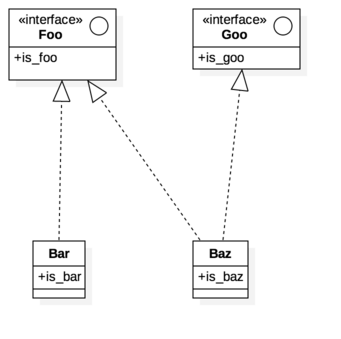 «interface»
Foo
+is_foo
«interface»
Goo
+is_goo
Bar
+is_bar
Baz
+is_baz